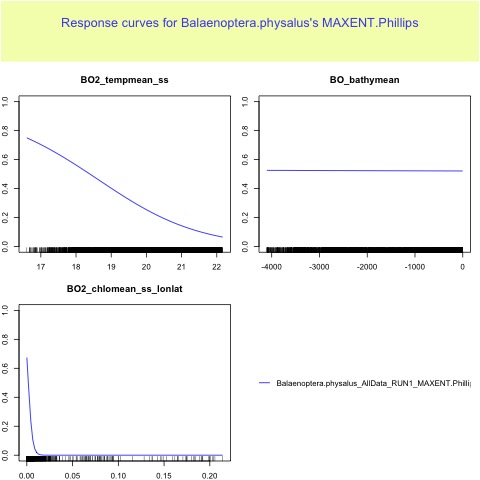 Response curves for Balaenoptera.physalus's MAXENT.Phillips
BO2_tempmean_ss
BO_bathymean
0.0 0.2 0.4 0.6 0.8 1.0
17 18 19 20 21 22
0.0 0.2 0.4 0.6 0.8 1.0
-4000 -3000 -2000 -1000 0
BO2_chlomean_ss_lonlat
0.0 0.2 0.4 0.6 0.8 1.0
0.00 0.05 0.10 0.15 0.20
Balaenoptera.physalus_AllData_RUN1_MAXENT.Philli